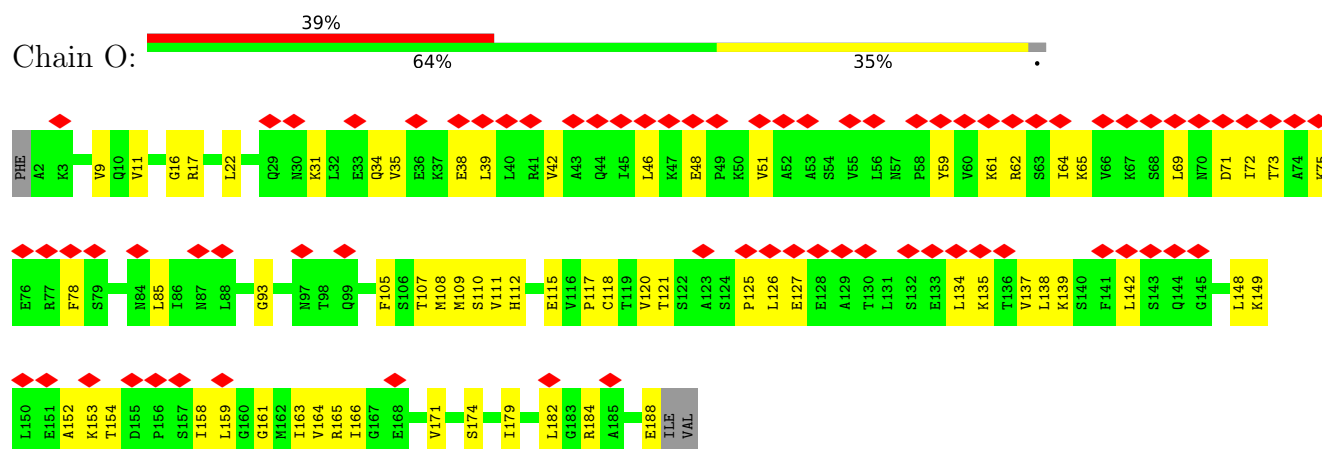 39%
Chain O:
64% 35% •
PHE A2 K3 V9 Q10 V11 G16 R17 L22 Q29 N30 K31 L32 E33 Q34 V35 E36 K37 E38 L39 L40 R41 V42 A43 Q44 I45 L46 K47 E48 P49 K50 V51 A52 A53 S54 V55 L56 N57 P58 Y59 V60 K61 R62 S63 I64 K65 V66 K67 S68 L69 N70 D71 I72 T73 A74 K75
E76 R77 F78 S79 N84 L85 I86 N87 L88 G93 N97 T98 Q99 F105 S106 T107 M108 M109 S110 V111 H112 E115 V116 P117 C118 T119 V120 T121 S122 A123 S124 P125 L126 E127 E128 A129 T130 L131 S132 E133 L134 K135 T136 V137 L138 K139 S140 F141 L142 S143 Q144 G145 L148 K149
L150 E151 A152 K153 T154 D155 P156 S157 I158 L159 G160 G161 M162 I163 V164 R165 I166 G167 E168 V171 S174 I179 L182 G183 R184 A185 E188 ILE VAL